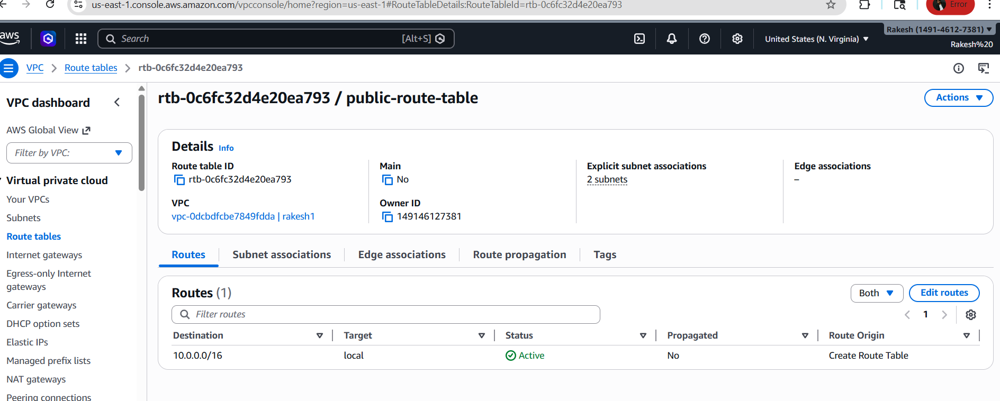 us-east-1.console.aws.amazon.com/vpcconsole/home?region=us-east-1#RouteTableDetails:RouteTableId=rtb-0c6fc32d4e20ea793
Error
aws
Search
[Alt+S]
United States (N. Virginia)
Rakesh (1491-4612-7381)
Rakesh%20
VPC
Route tables
rtb-0c6fc32d4e20ea793
VPC dashboard
AWS Global View
Filter by VPC:
Virtual private cloud
Your VPCs
Subnets
Route tables
Internet gateways
Egress-only Internet
gateways
Carrier gateways
DHCP option sets
Elastic IPs
Managed prefix lists
NAT gateways
Peering connections
rtb-0c6fc32d4e20ea793 / public-route-table
Actions
Details Info
Route table ID
rtb-0c6fc32d4e20ea793
Main
No
Explicit subnet associations
2 subnets
Edge associations
–
VPC
vpc-0dcbdfcbe7849fdda | rakesh1
Owner ID
149146127381
Routes
Subnet associations
Edge associations
Route propagation
Tags
Routes (1)
Both
Edit routes
Filter routes
1
Destination Target Status Propagated Route Origin
10.0.0.0/16 local Active No Create Route Table